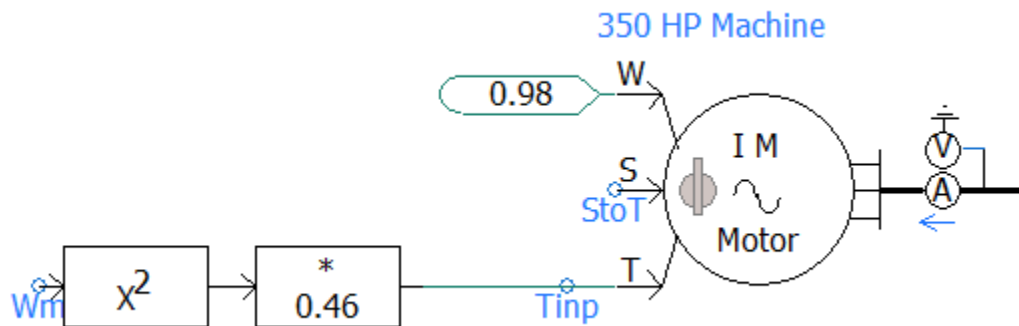 350 HP Machine
W
0.98
I M
V
S
A
StoT
Motor
*
T
X²
0.46
Wm
Tinp